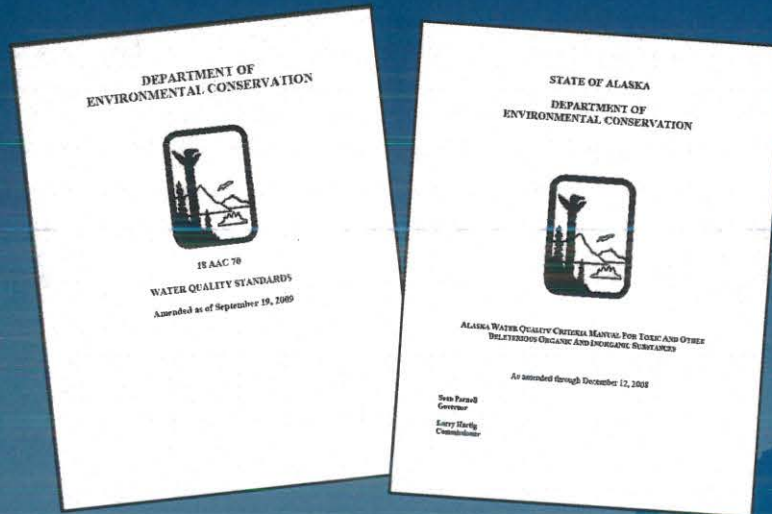 DEPARTMENT OF
ENVIRONMENTAL CONSERVATION
18 AAC 70
WATER QUALITY STANDARDS
Amended as of September 19, 2009
STATE OF ALASKA
DEPARTMENT OF
ENVIRONMENTAL CONSERVATION
ALASKA WATER QUALITY CRITERIA MANUAL FOR TOXIC AND OTHER
DELETERIOUS ORGANIC AND INORGANIC SUBSTANCES
As amended through December 12, 2008
Sean Parnell
Governor
Larry Hartig
Commissioner